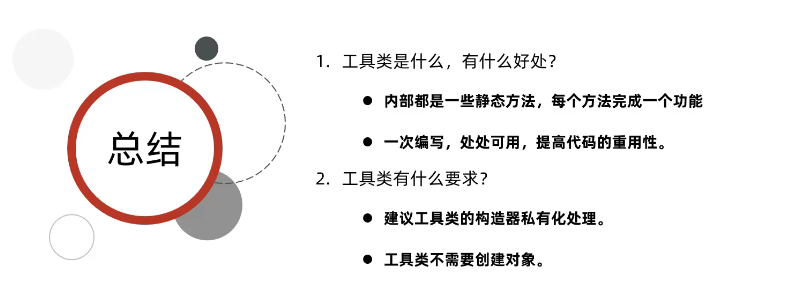 总结
1. 工具类是什么，有什么好处？
● 内部都是一些静态方法，每个方法完成一个功能
● 一次编写，处处可用，提高代码的重用性。
2. 工具类有什么要求？
● 建议工具类的构造器私有化处理。
● 工具类不需要创建对象。